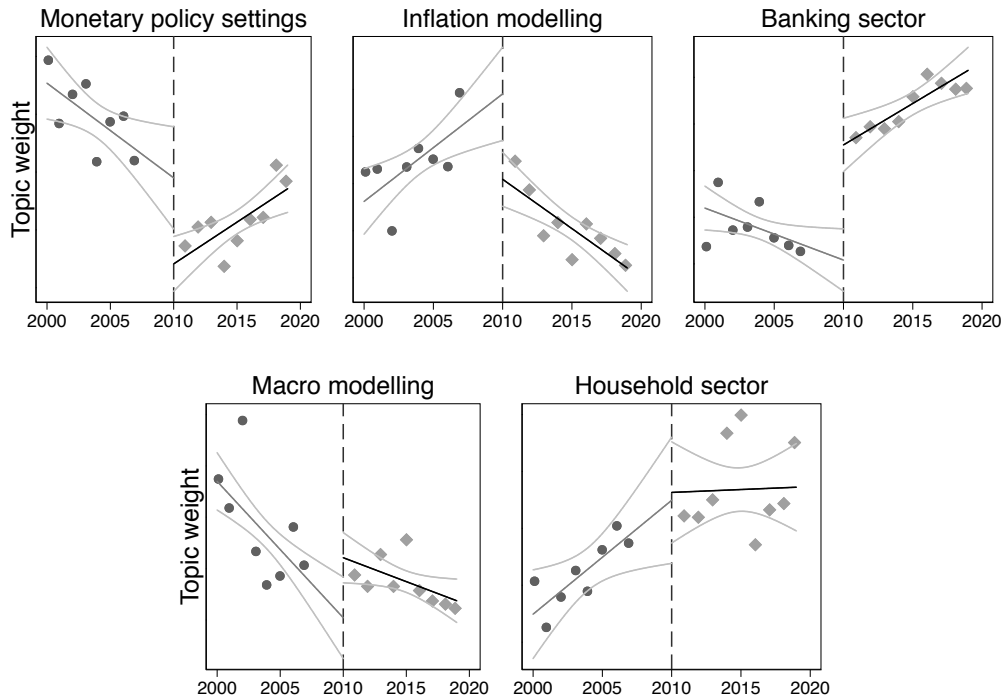 Monetary policy settings Inflation modelling Banking sector
Topic weight
2000 2005 2010 2015 2020 2000 2005 2010 2015 2020 2000 2005 2010 2015 2020
Macro modelling Household sector
Topic weight
2000 2005 2010 2015 2020 2000 2005 2010 2015 2020